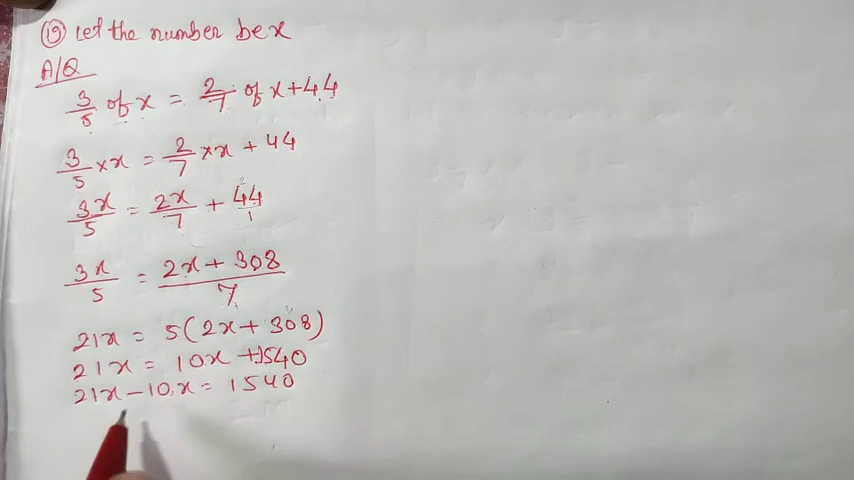 19 Let the number be x
A/Q
3/5 of x = 2/7 of x + 44
3/5 × x = 2/7 × x + 44
3x/5 = 2x/7 + 44/1
3x/5 = 2x + 308/7
21x = 5(2x + 308)
21x = 10x + 1540
21x - 10x = 1540